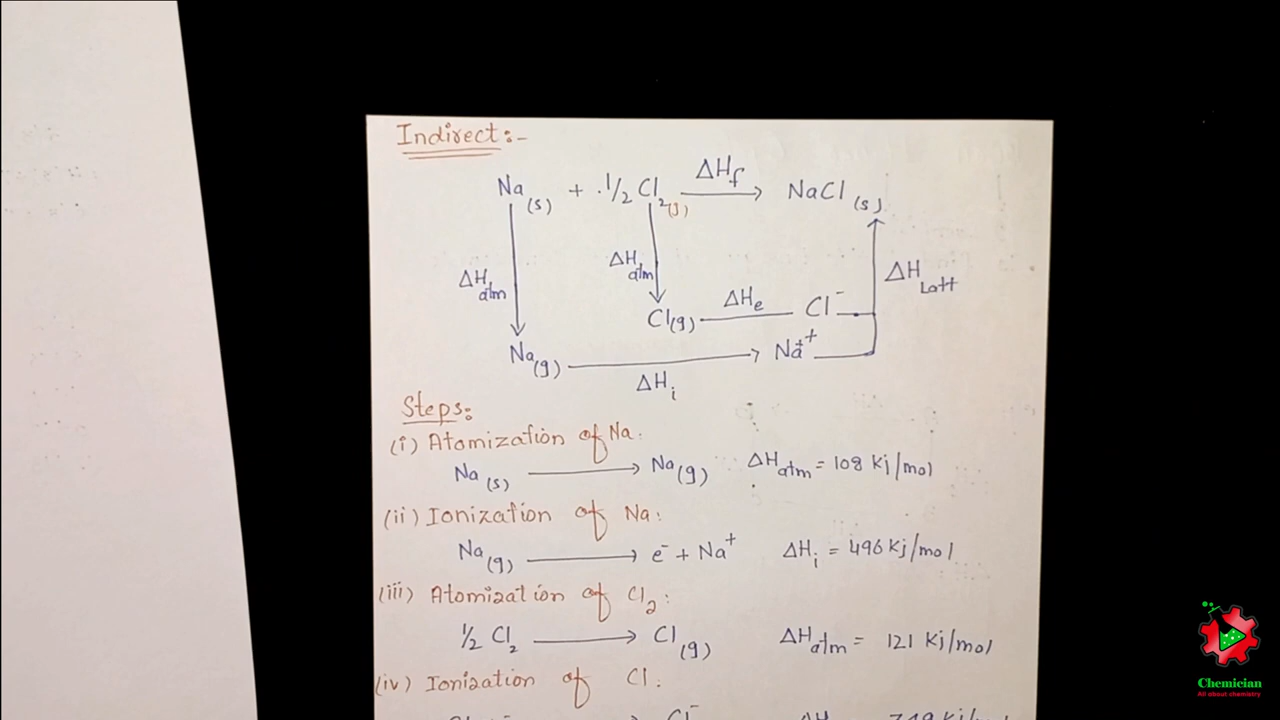 Indirect:-
Na(s) + 1/2 Cl2(g) ΔHf → NaCl(s)
ΔHatm ΔHatm ΔHLatt
Cl(g) ΔHe Cl⁻
Na(g) → Na⁺
ΔHi
Steps:
(i) Atomization of Na:
Na(s) → Na(g) ΔHatm = 108 kj/mol
(ii) Ionization of Na:
Na(g) → e⁻ + Na⁺ ΔHi = 496 kj/mol
(iii) Atomization of Cl2:
1/2 Cl2 → Cl(g) ΔHatm = 121 kj/mol
(iv) Ionization of Cl:
Chemician
All about chemistry